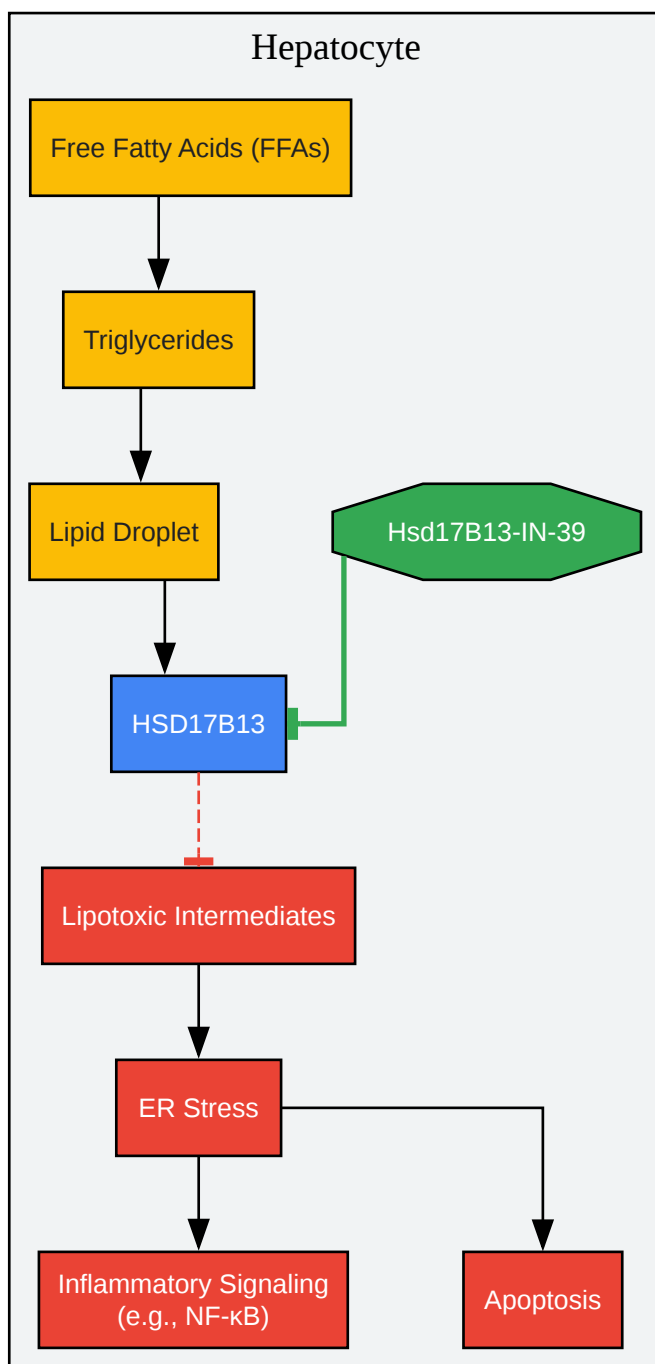 Hepatocyte
Free Fatty Acids (FFAs)
Triglycerides
Lipid Droplet
Hsd17B13-IN-39
HSD17B13
Lipotoxic Intermediates
ER Stress
Inflammatory Signaling
(e.g., NF-κB)
Apoptosis